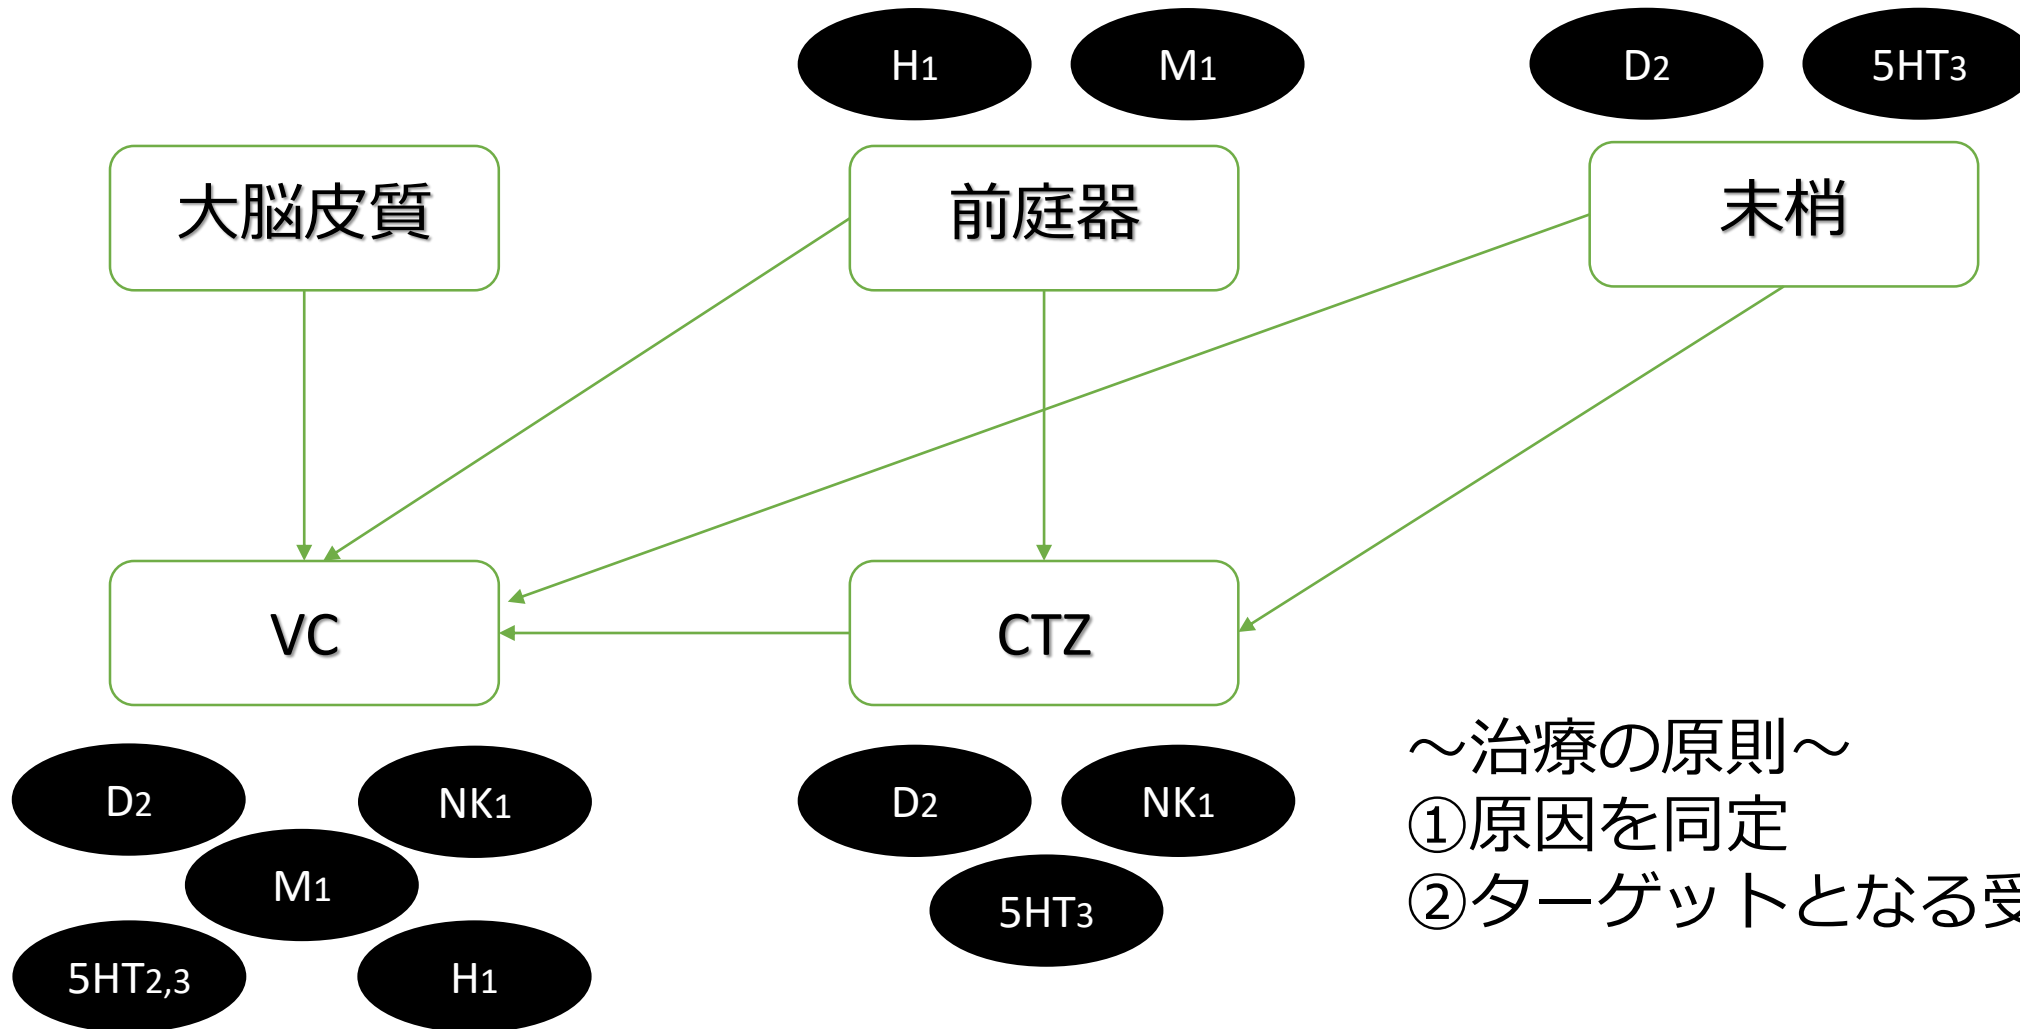 H1
M1
D2
5HT3
大脳皮質
前庭器
末梢
VC
CTZ
D2
NK1
M1
5HT2,3
H1
D2
NK1
5HT3
～治療の原則～
①原因を同定
②ターゲットとなる受